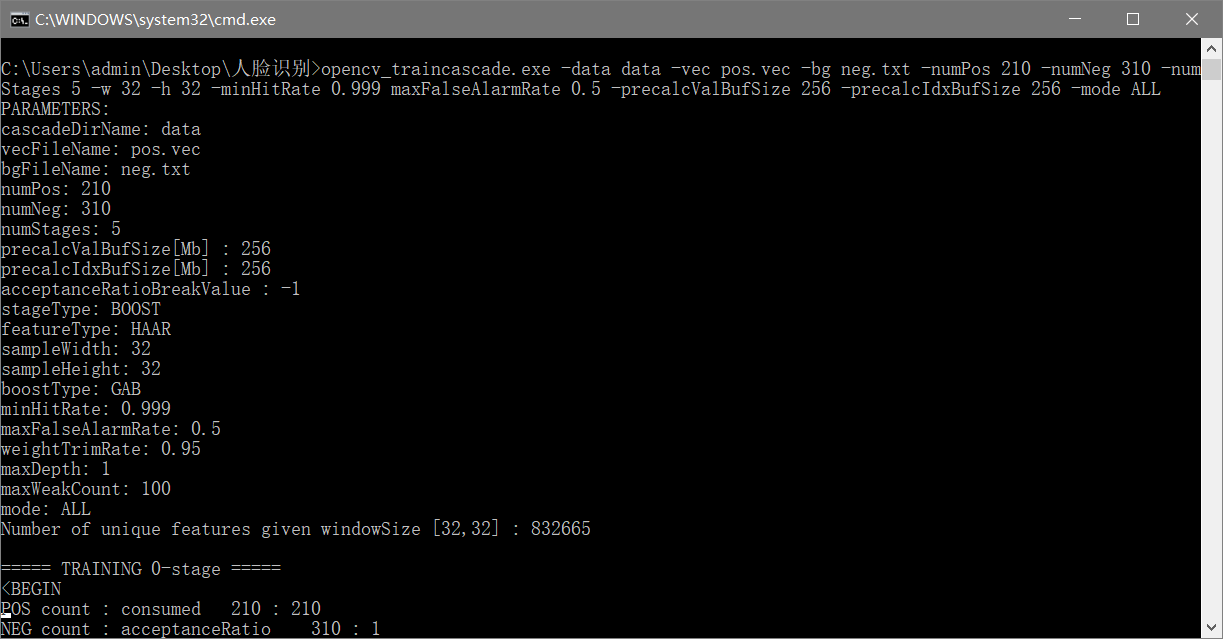 C:\WINDOWS\system32\cmd.exe
C:\Users\admin\Desktop\人脸识别>opencv_traincascade.exe -data data -vec pos.vec -bg neg.txt -numPos 210 -numNeg 310 -num
Stages 5 -w 32 -h 32 -minHitRate 0.999 maxFalseAlarmRate 0.5 -precalcValBufSize 256 -precalcIdxBufSize 256 -mode ALL
PARAMETERS:
cascadeDirName: data
vecFileName: pos.vec
bgFileName: neg.txt
numPos: 210
numNeg: 310
numStages: 5
precalcValBufSize[Mb] : 256
precalcIdxBufSize[Mb] : 256
acceptanceRatioBreakValue : -1
stageType: BOOST
featureType: HAAR
sampleWidth: 32
sampleHeight: 32
boostType: GAB
minHitRate: 0.999
maxFalseAlarmRate: 0.5
weightTrimRate: 0.95
maxDepth: 1
maxWeakCount: 100
mode: ALL
Number of unique features given windowSize [32,32] : 832665
===== TRAINING 0-stage =====
<BEGIN
POS count : consumed   210 : 210
NEG count : acceptanceRatio    310 : 1